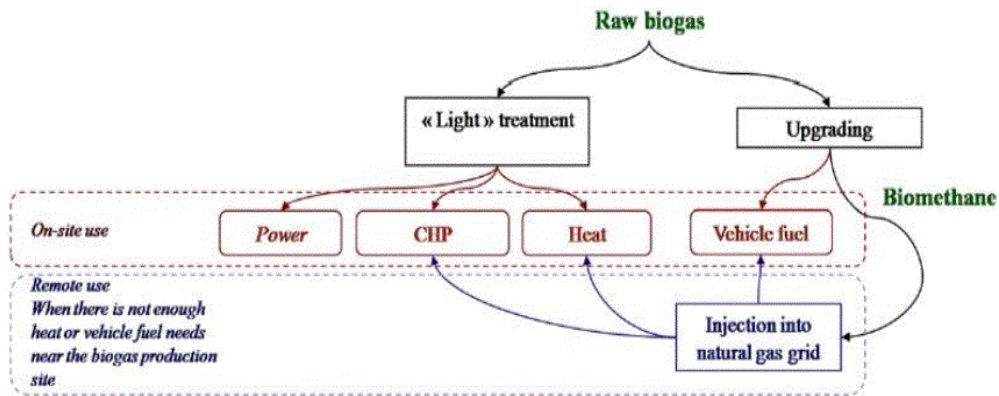 Raw biogas
« Light » treatment
Upgrading
Biomethane
On-site use
Power
CHP
Heat
Vehicle fuel
Remote use
When there is not enough
heat or vehicle fuel needs
near the biogas production
site
Injection into
natural gas grid